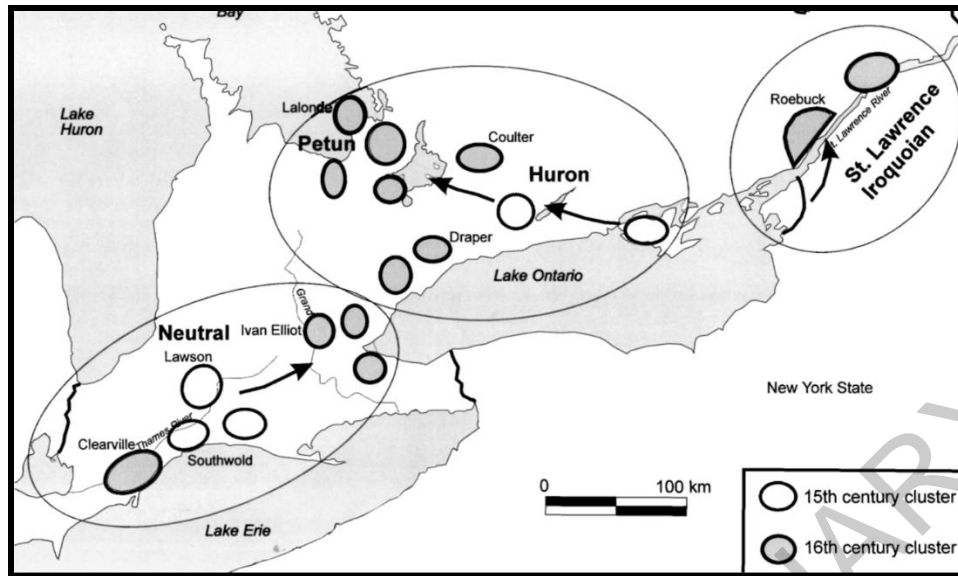 Bay
Lake
Huron
Lalonde
Petun
Coulter
Huron
Roebuck
St. Lawrence River
St. Lawrence
Iroquoian
Draper
Lake Ontario
Grand
Neutral
Ivan Elliot
Lawson
New York State
Clearville
Thames River
Southwold
0
100 km
Lake Erie
15th century cluster
16th century cluster